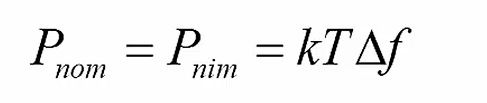 P_nom = P_nim = kTΔf